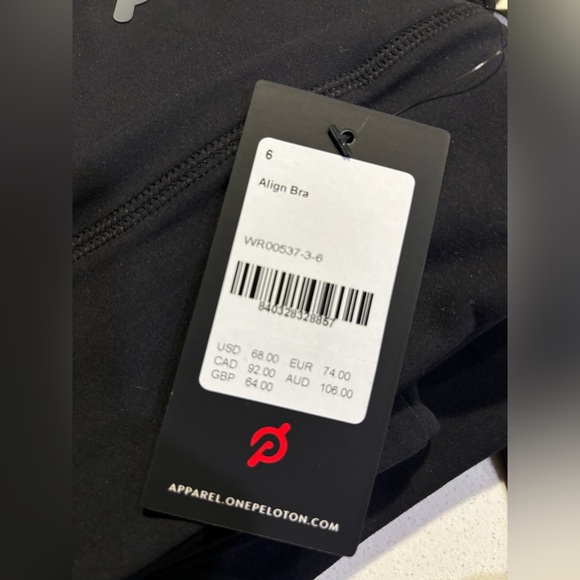 6
Align Bra
WR00537-3-6
840328328857
USD 68.00 EUR 74.00
CAD 92.00 AUD 106.00
GBP 64.00
APPAREL.ONEPELOTON.COM